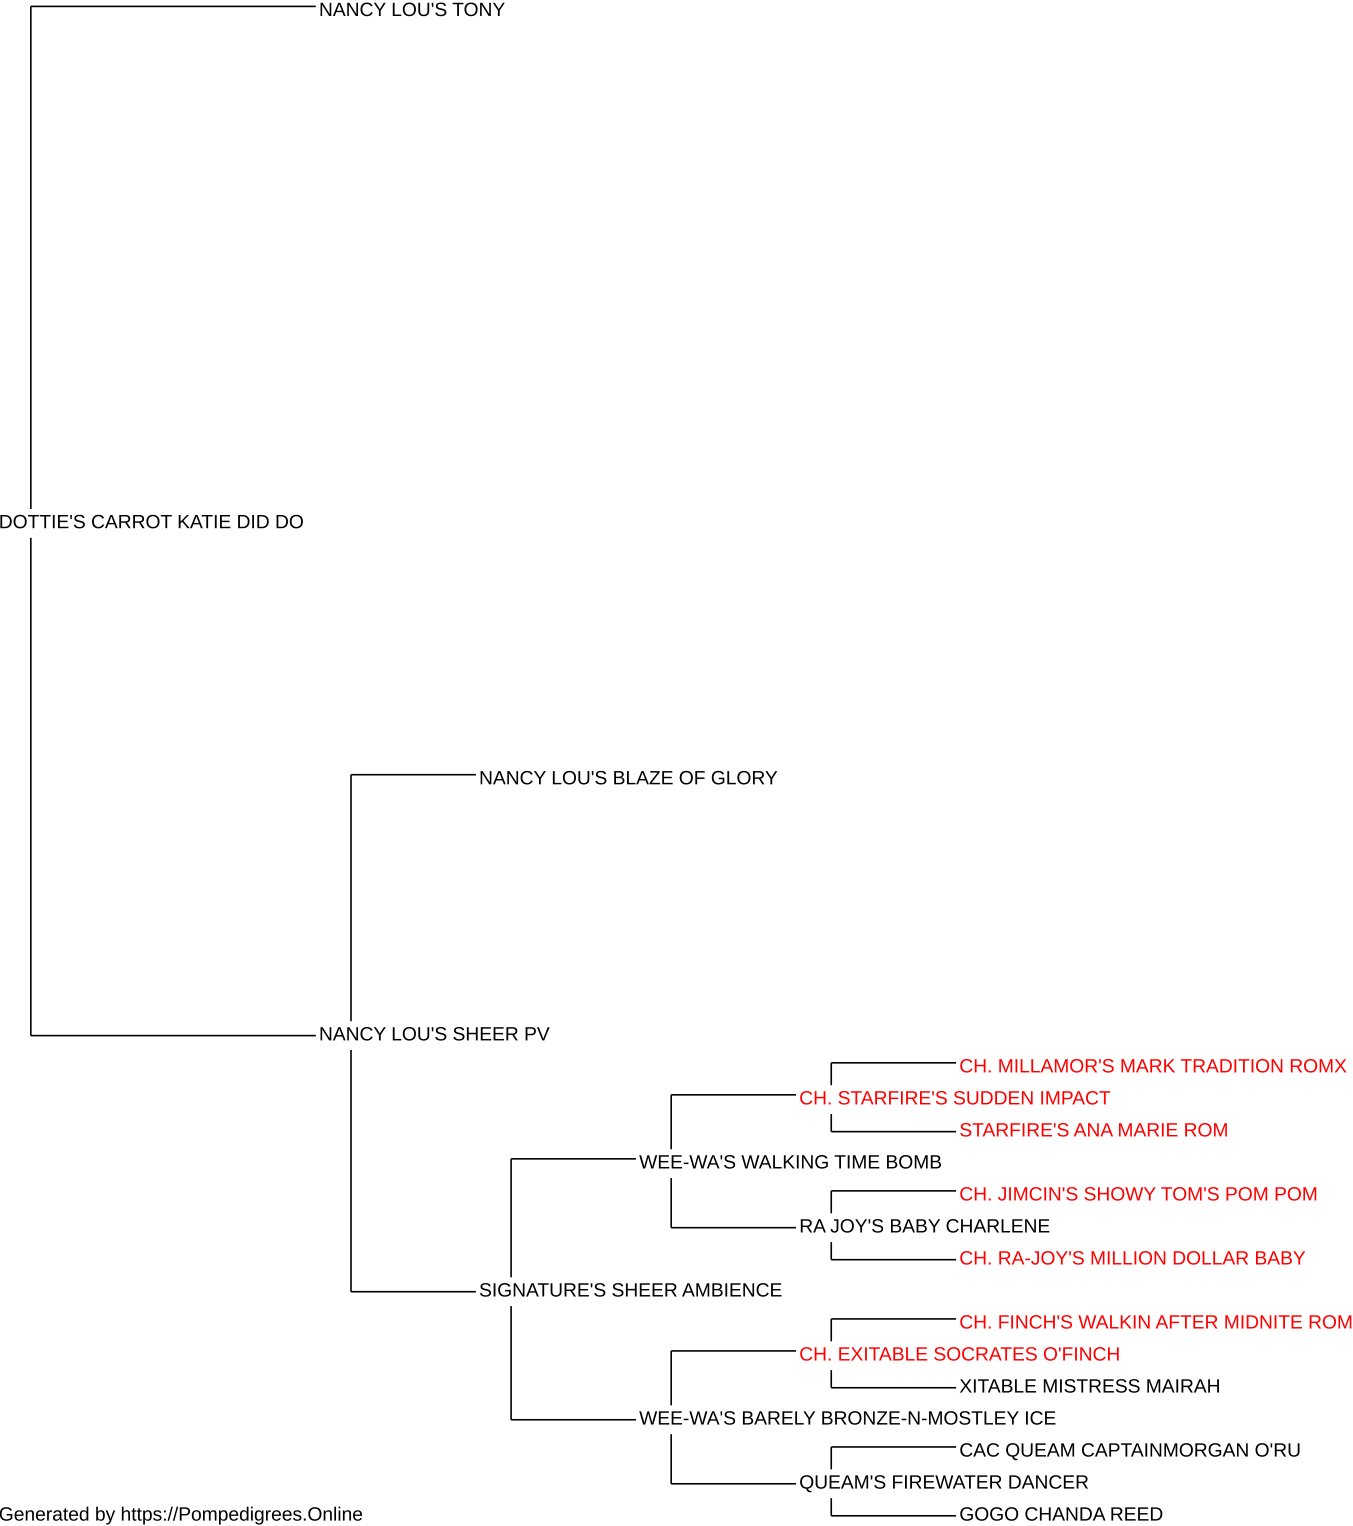 NANCY LOU'S TONY
DOTTIE'S CARROT KATIE DID DO
NANCY LOU'S BLAZE OF GLORY
NANCY LOU'S SHEER PV
CH. MILLAMOR'S MARK TRADITION ROMX
CH. STARFIRE'S SUDDEN IMPACT
STARFIRE'S ANA MARIE ROM
WEE-WA'S WALKING TIME BOMB
CH. JIMCIN'S SHOWY TOM'S POM POM
RA JOY'S BABY CHARLENE
CH. RA-JOY'S MILLION DOLLAR BABY
SIGNATURE'S SHEER AMBIENCE
CH. FINCH'S WALKIN AFTER MIDNITE ROM
CH. EXITABLE SOCRATES O'FINCH
XITABLE MISTRESS MAIRAH
WEE-WA'S BARELY BRONZE-N-MOSTLEY ICE
CAC QUEAM CAPTAINMORGAN O'RU
QUEAM'S FIREWATER DANCER
GOGO CHANDA REED
Generated by https://Pompedigrees.Online